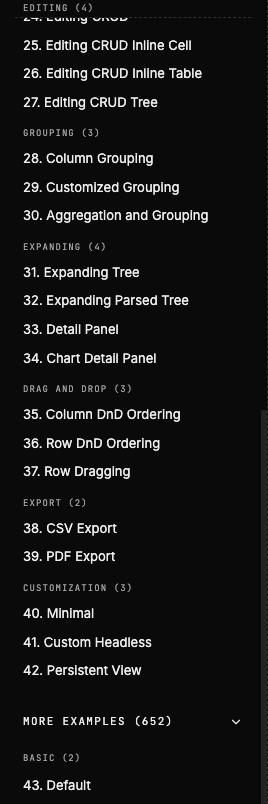 EDITING (4)
24. Editing CRUD
25. Editing CRUD Inline Cell
26. Editing CRUD Inline Table
27. Editing CRUD Tree
GROUPING (3)
28. Column Grouping
29. Customized Grouping
30. Aggregation and Grouping
EXPANDING (4)
31. Expanding Tree
32. Expanding Parsed Tree
33. Detail Panel
34. Chart Detail Panel
DRAG AND DROP (3)
35. Column DnD Ordering
36. Row DnD Ordering
37. Row Dragging
EXPORT (2)
38. CSV Export
39. PDF Export
CUSTOMIZATION (3)
40. Minimal
41. Custom Headless
42. Persistent View
MORE EXAMPLES (652)
BASIC (2)
43. Default